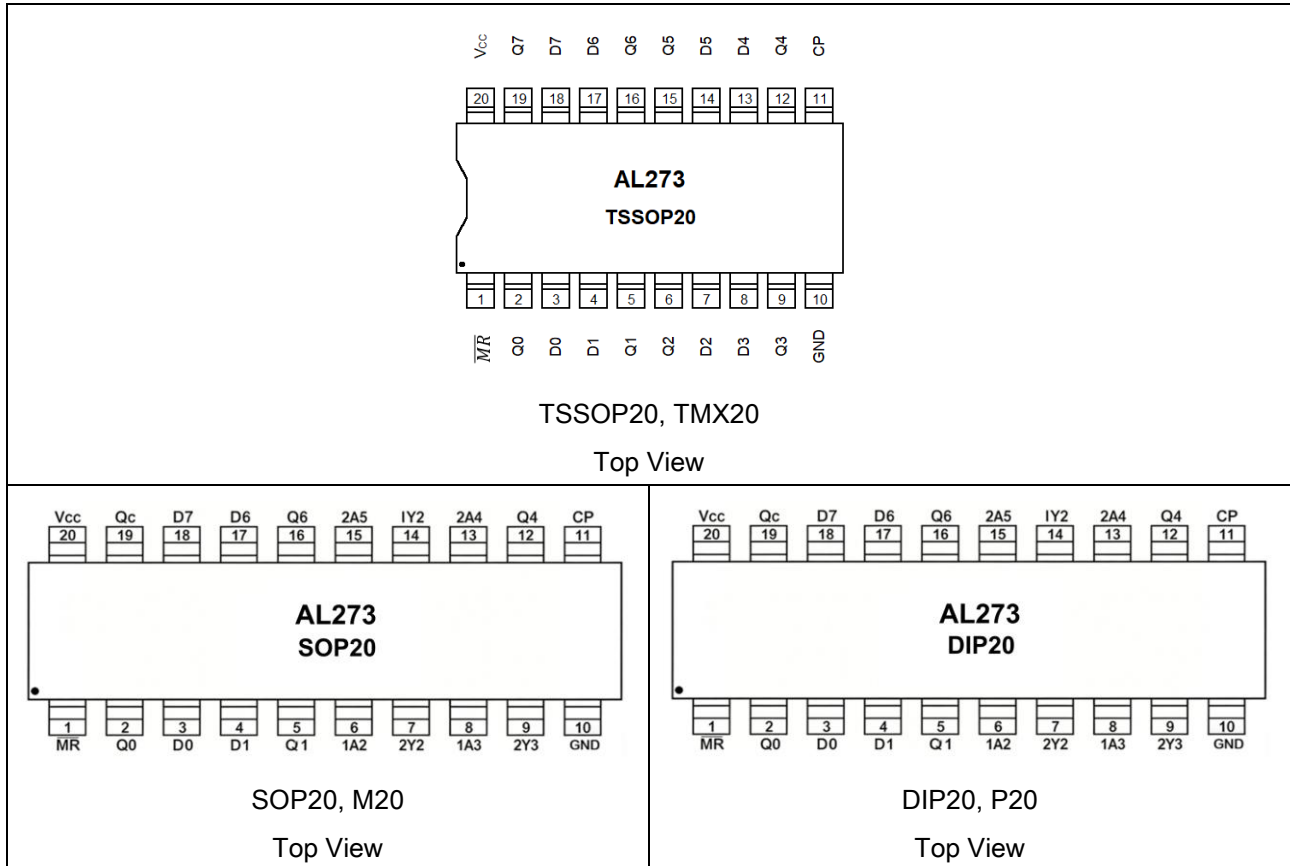 Vcc Q7 D7 D6 Q6 Q5 D5 D4 Q4 CP
20 19 18 17 16 15 14 13 12 11
AL273
TSSOP20
1 2 3 4 5 6 7 8 9 10
MR Q0 D0 D1 Q1 Q2 D2 D3 Q3 GND
TSSOP20, TMX20
Top View
Vcc Qc D7 D6 Q6 2A5 IY2 2A4 Q4 CP
20 19 18 17 16 15 14 13 12 11
AL273
SOP20
1 2 3 4 5 6 7 8 9 10
MR Q0 D0 D1 Q1 1A2 2Y2 1A3 2Y3 GND
SOP20, M20
Top View
Vcc Qc D7 D6 Q6 2A5 IY2 2A4 Q4 CP
20 19 18 17 16 15 14 13 12 11
AL273
DIP20
1 2 3 4 5 6 7 8 9 10
MR Q0 D0 D1 Q1 1A2 2Y2 1A3 2Y3 GND
DIP20, P20
Top View